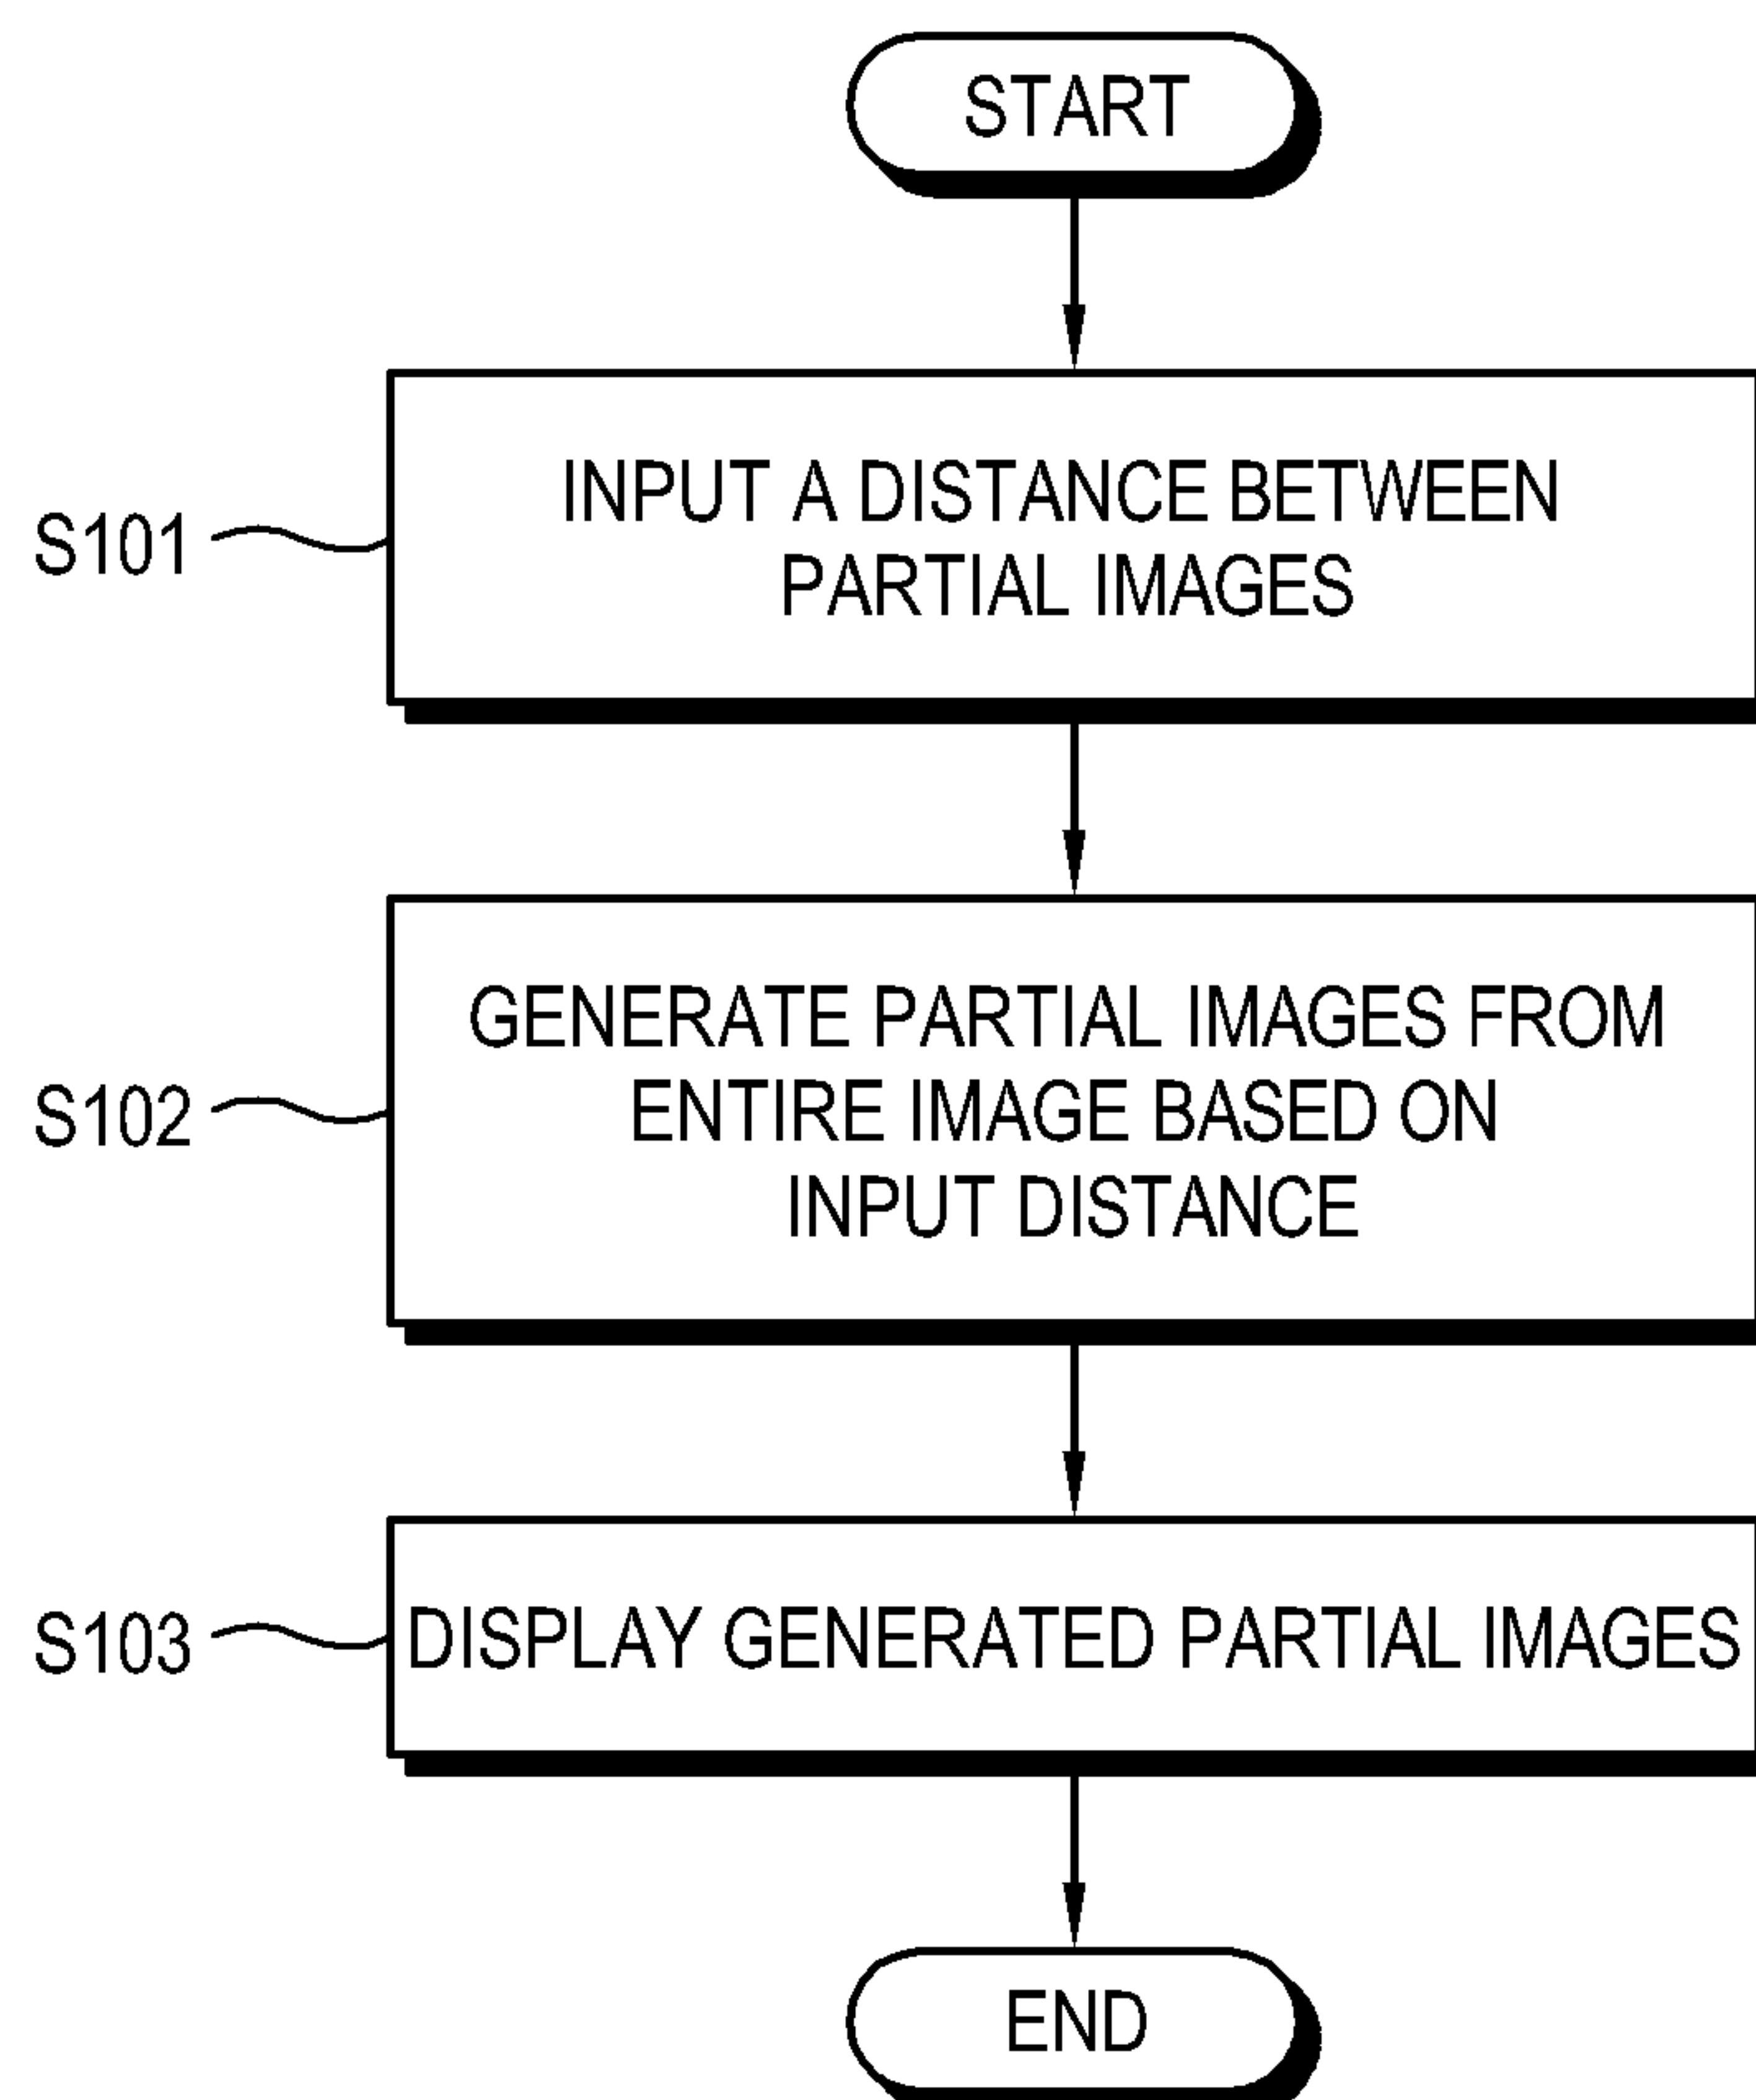 START
S101
INPUT A DISTANCE BETWEEN
PARTIAL IMAGES
S102
GENERATE PARTIAL IMAGES FROM
ENTIRE IMAGE BASED ON
INPUT DISTANCE
S103
DISPLAY GENERATED PARTIAL IMAGES
END